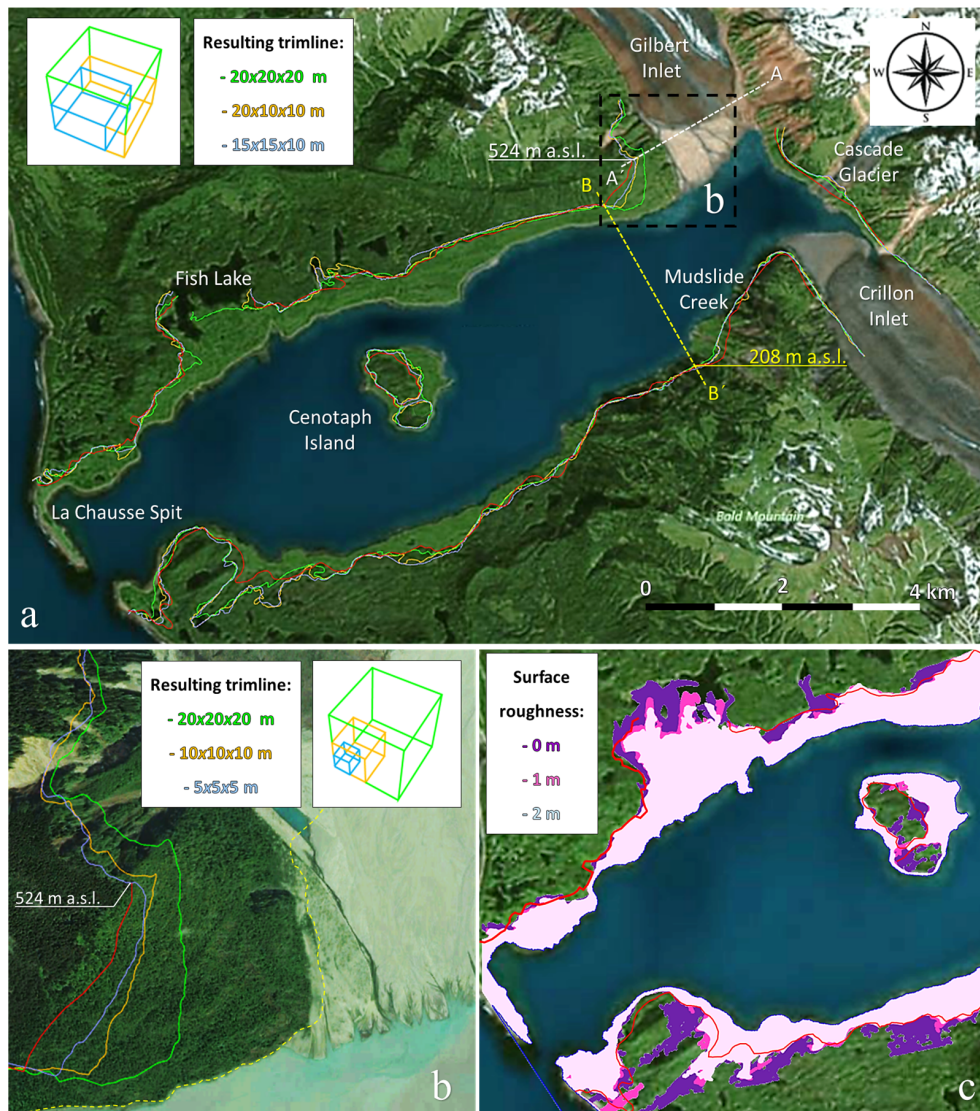 Resulting trimline:
- 20x20x20 m
- 20x10x10 m
- 15x15x10 m
Gilbert
Inlet
N
W
E
S
A
524 m a.s.l.
A´
B
b
Cascade
Glacier
Fish Lake
Mudslide
Creek
Crillon
Inlet
208 m a.s.l.
B´
Cenotaph
Island
La Chausse Spit
Bald Mountain
0
2
4 km
a
Resulting trimline:
- 20x20x20 m
- 10x10x10 m
- 5x5x5 m
524 m a.s.l.
b
Surface
roughness:
- 0 m
- 1 m
- 2 m
c